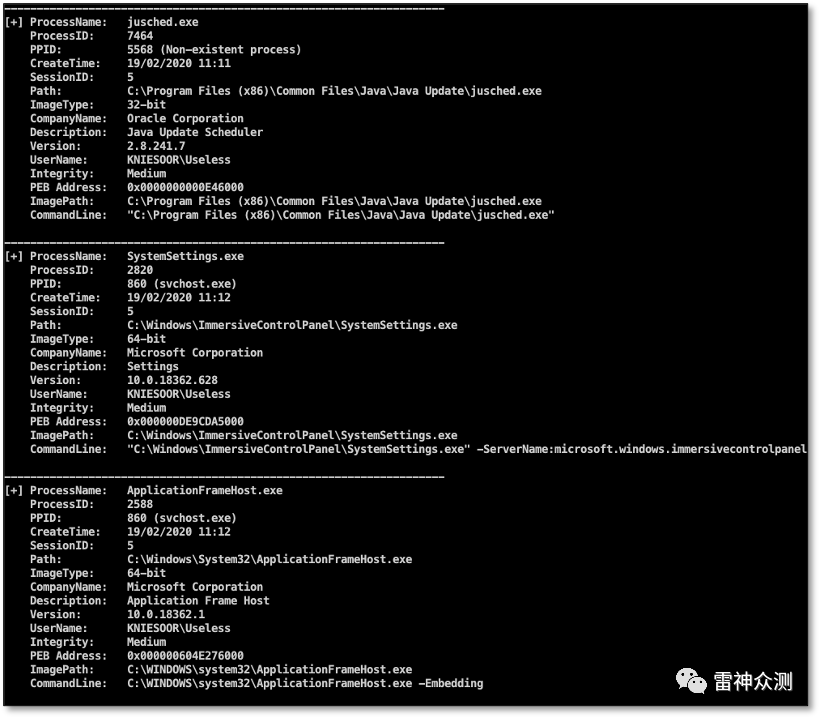 --------------------------------------------------------------------
[+] ProcessName: jusched.exe
ProcessID: 7464
PPID: 5568 (Non-existent process)
CreateTime: 19/02/2020 11:11
SessionID: 5
Path: C:\Program Files (x86)\Common Files\Java\Java Update\jusched.exe
ImageType: 32-bit
CompanyName: Oracle Corporation
Description: Java Update Scheduler
Version: 2.8.241.7
UserName: KNIESOOR\Useless
Integrity: Medium
PEB Address: 0x0000000000E46000
ImagePath: C:\Program Files (x86)\Common Files\Java\Java Update\jusched.exe
CommandLine: "C:\Program Files (x86)\Common Files\Java\Java Update\jusched.exe"
--------------------------------------------------------------------
[+] ProcessName: SystemSettings.exe
ProcessID: 2820
PPID: 860 (svchost.exe)
CreateTime: 19/02/2020 11:12
SessionID: 5
Path: C:\Windows\ImmersiveControlPanel\SystemSettings.exe
ImageType: 64-bit
CompanyName: Microsoft Corporation
Description: Settings
Version: 10.0.18362.628
UserName: KNIESOOR\Useless
Integrity: Medium
PEB Address: 0x000000DE9CDA5000
ImagePath: C:\Windows\ImmersiveControlPanel\SystemSettings.exe
CommandLine: "C:\Windows\ImmersiveControlPanel\SystemSettings.exe" -ServerName:microsoft.windows.immersivecontrolpanel
--------------------------------------------------------------------
[+] ProcessName: ApplicationFrameHost.exe
ProcessID: 2588
PPID: 860 (svchost.exe)
CreateTime: 19/02/2020 11:12
SessionID: 5
Path: C:\Windows\System32\ApplicationFrameHost.exe
ImageType: 64-bit
CompanyName: Microsoft Corporation
Description: Application Frame Host
Version: 10.0.18362.1
UserName: KNIESOOR\Useless
Integrity: Medium
PEB Address: 0x000000604E276000
ImagePath: C:\WINDOWS\system32\ApplicationFrameHost.exe
CommandLine: C:\WINDOWS\system32\ApplicationFrameHost.exe -Embedding
雷神众测